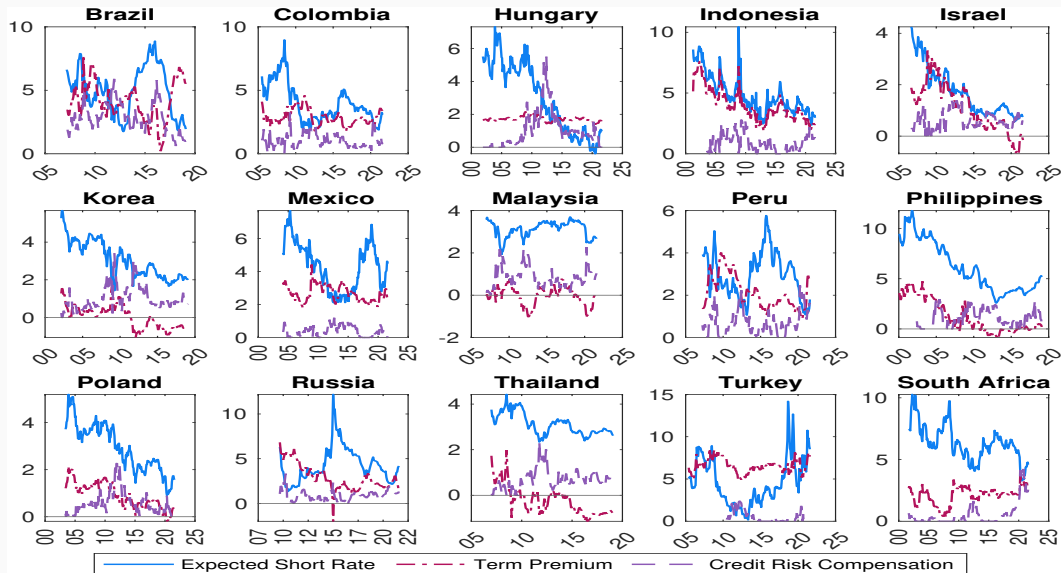 Brazil Colombia Hungary Indonesia Israel
10 10 6 10 4
5 5 4 5 2
0 0 2 0 0
0
05 10 15 20 05 10 15 20 25 00 05 10 15 20 25 00 05 10 15 20 25 05 10 15 20 25
Korea Mexico Malaysia Peru Philippines
4 6 4 6 10
2 4 2 4 5
0 2 0 2 0
0 -2 0
00 05 10 15 20 00 05 10 15 20 25 05 10 15 20 25 05 10 15 20 25 00 05 10 15 20
Poland Russia Thailand Turkey South Africa
4 10 4 15 10
2 5 2 10 5
0 0 0 5 0
0
00 05 10 15 20 25 07 10 12 15 17 20 22 05 10 15 20 05 10 15 20 25 00 05 10 15 20 25
Expected Short Rate Term Premium Credit Risk Compensation